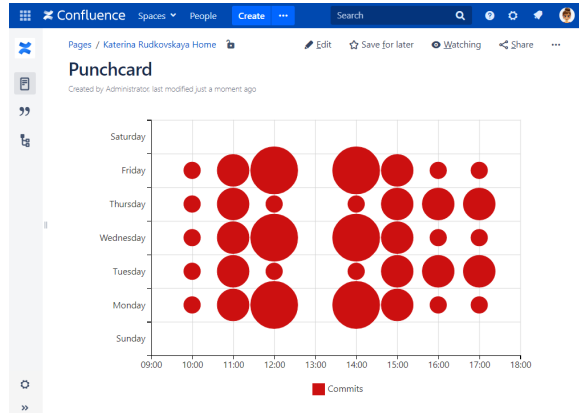 Confluence Spaces People Create ••• Search
Pages / Katerina Rudkovskaya Home Edit Save for later Watching Share •••
Punchcard
Created by Administrator, last modified just a moment ago
Saturday
Friday
Thursday
Wednesday
Tuesday
Monday
Sunday
09:00 10:00 11:00 12:00 13:00 14:00 15:00 16:00 17:00 18:00
Commits